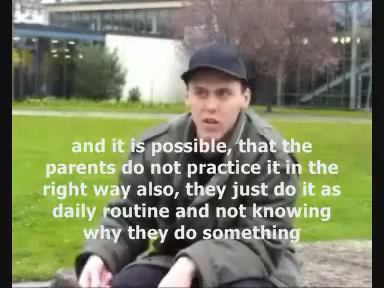 and it is possible, that the
parents do not practice it in the
right way also, they just do it as
daily routine and not knowing
why they do something